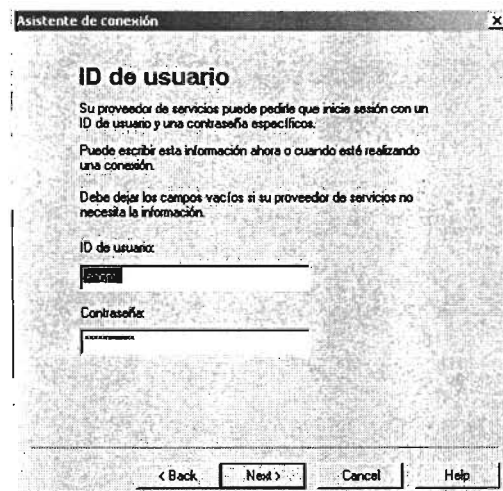 Asistente de conexión
x
ID de usuario
Su proveedor de servicios puede pedirle que inicie sesión con un
ID de usuario y una contraseña específicos.
Puede escribir esta información ahora o cuando esté realizando
una conexión.
Debe dejar los campos vacíos si su proveedor de servicios no
necesita la información.
ID de usuario:
Contraseña:
< Back
Next >
Cancel
Help